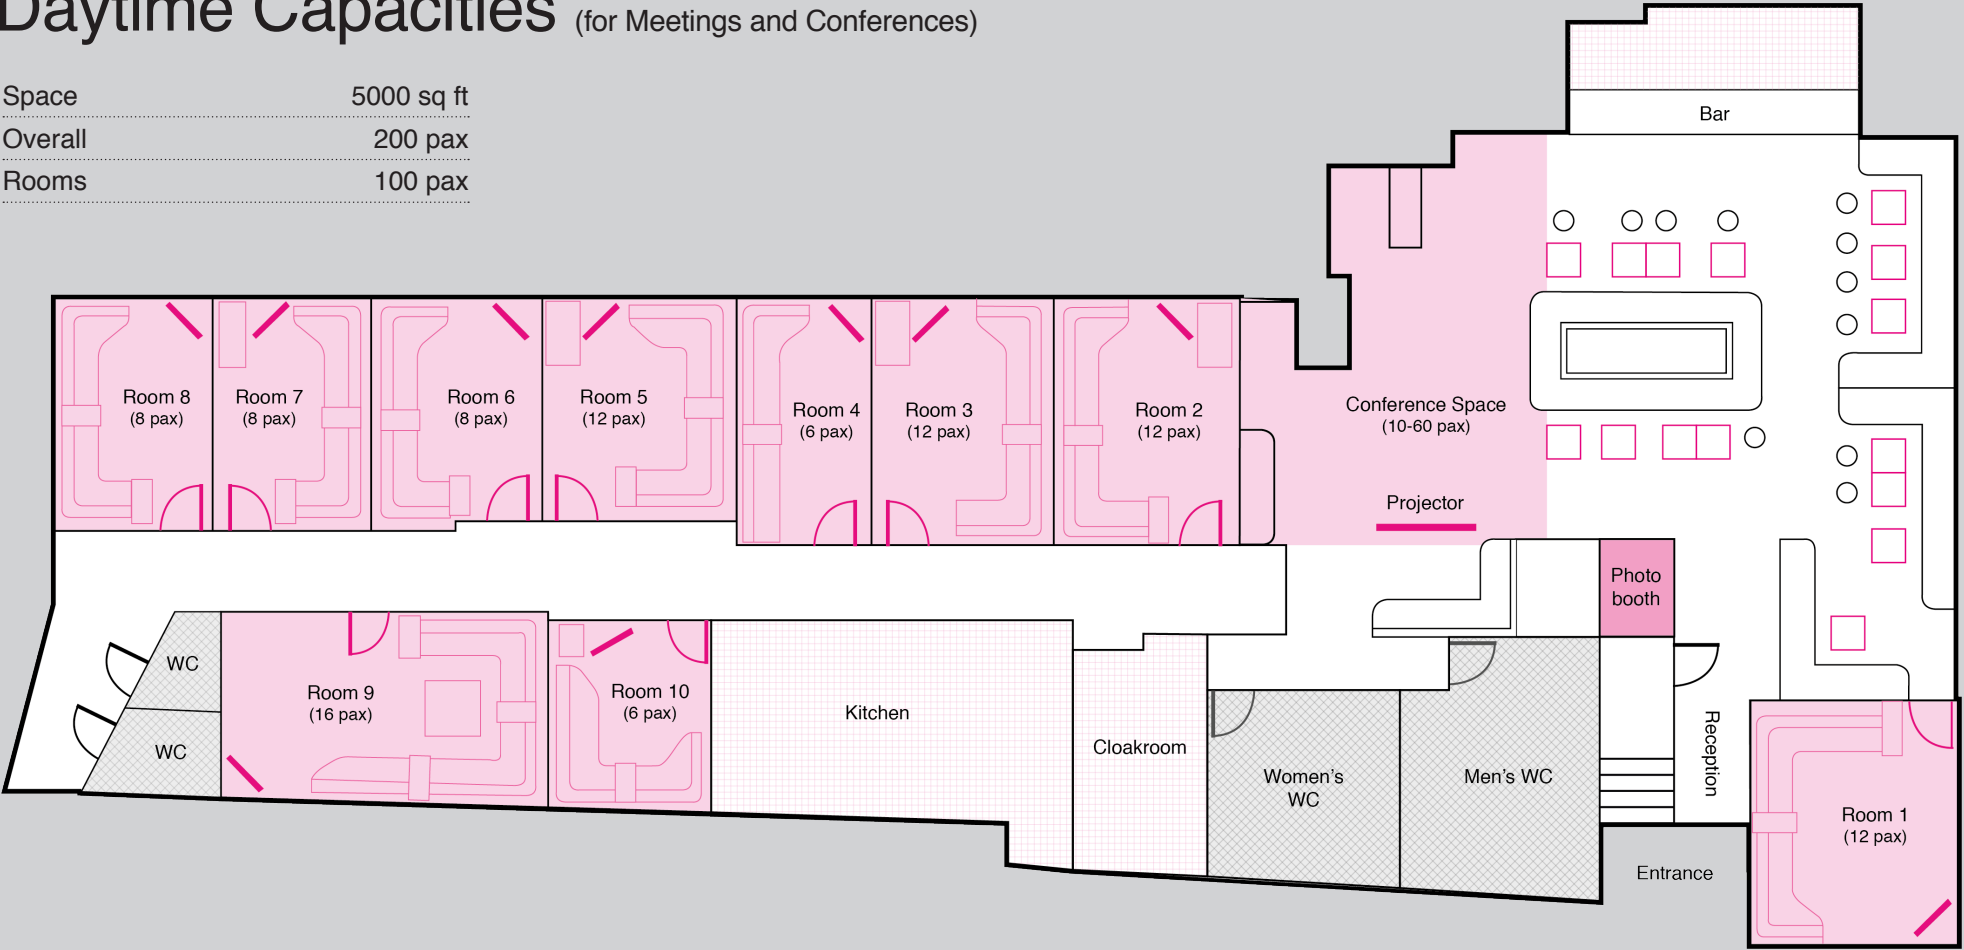 Daytime Capacities (for Meetings and Conferences)
Space 5000 sq ft
Overall 200 pax
Rooms 100 pax
Bar
Room 8
(8 pax)
Room 7
(8 pax)
Room 6
(8 pax)
Room 5
(12 pax)
Room 4
(6 pax)
Room 3
(12 pax)
Room 2
(12 pax)
Conference Space
(10-60 pax)
Projector
Photo
booth
WC
WC
Room 9
(16 pax)
Room 10
(6 pax)
Kitchen
Cloakroom
Women’s
WC
Men’s WC
Reception
Entrance
Room 1
(12 pax)